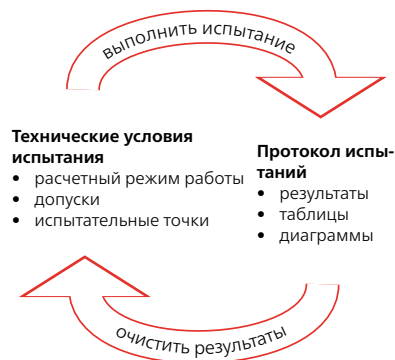 выполнить испытание
Технические условия
испытания
• расчетный режим работы
• допуски
• испытательные точки
Протокол испы-
таний
• результаты
• таблицы
• диаграммы
очистить результаты